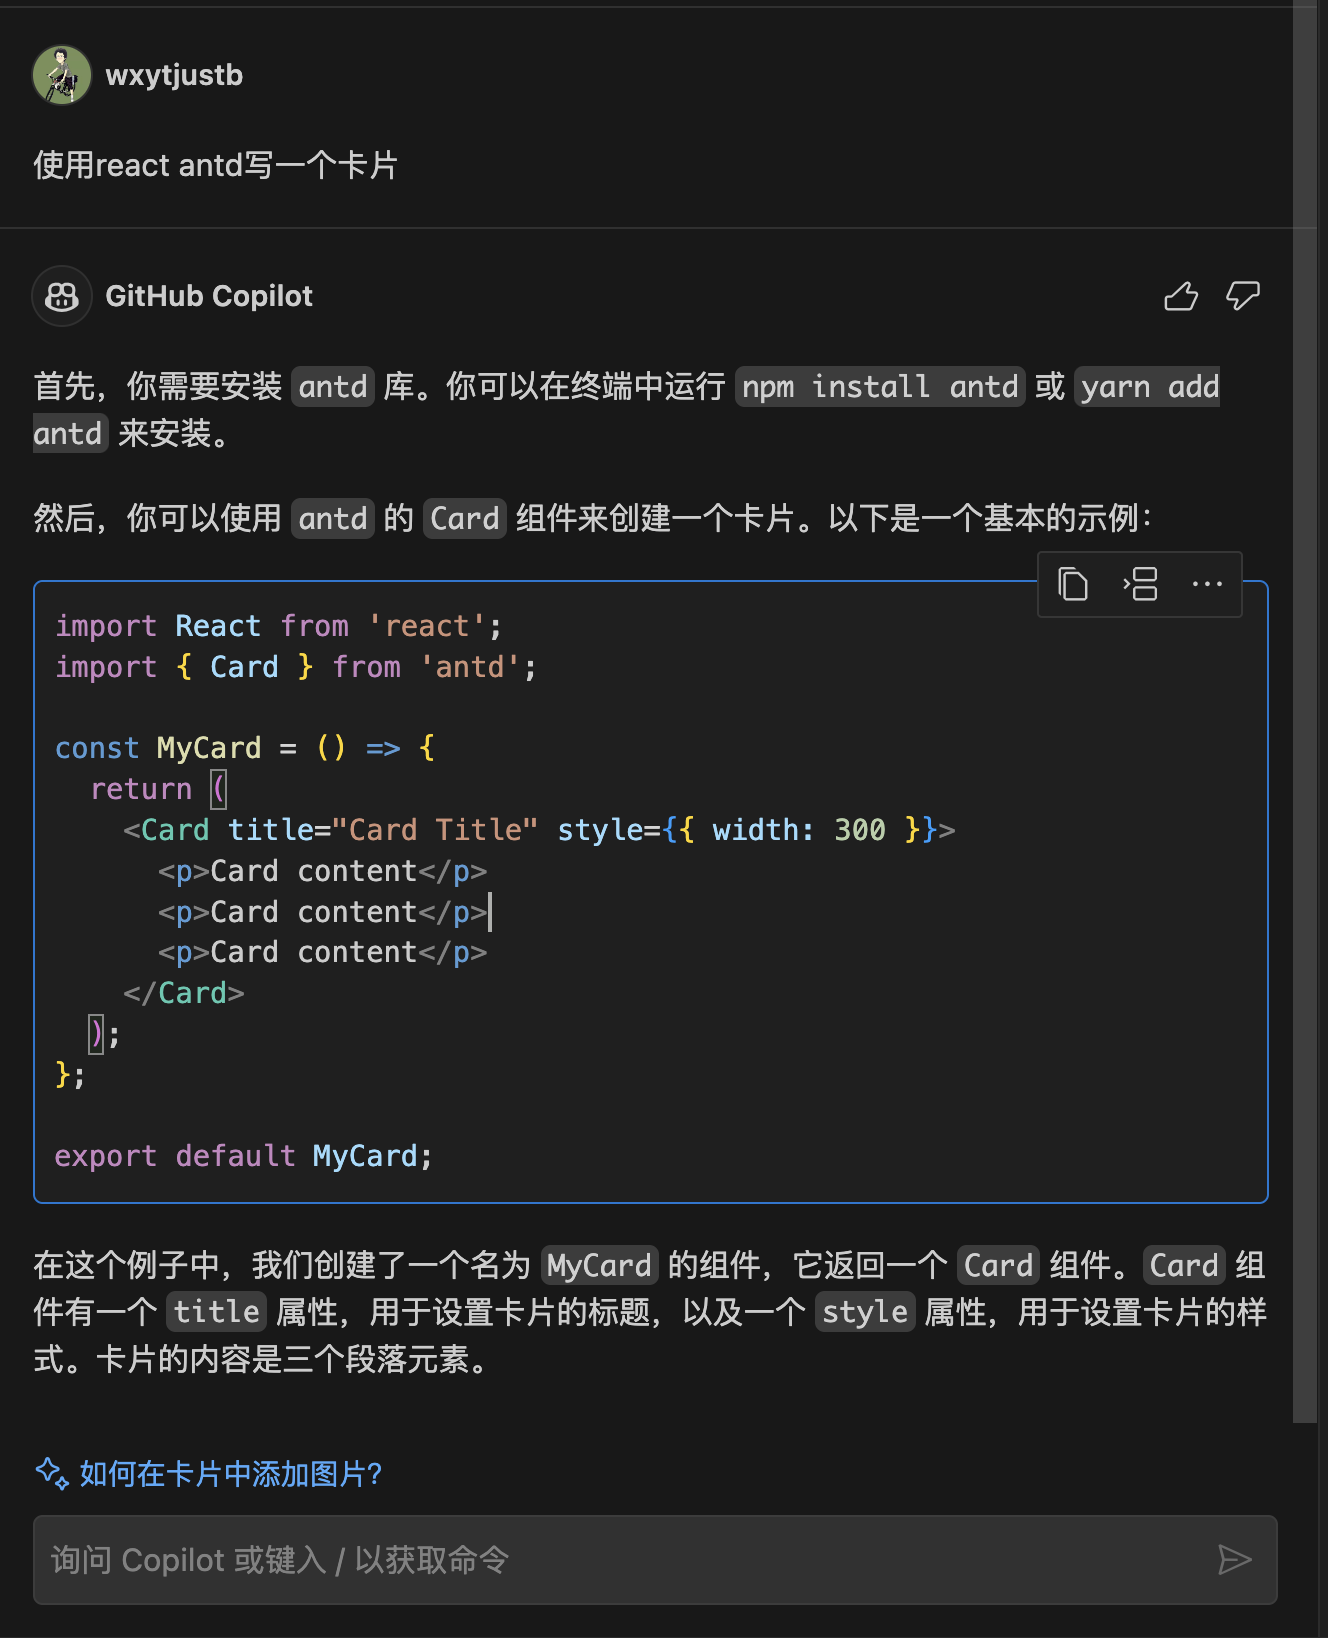 wxytjustb
使用react antd写一个卡片
GitHub Copilot
首先，你需要安装 antd 库。你可以在终端中运行 npm install antd 或 yarn add
antd 来安装。
然后，你可以使用 antd 的 Card 组件来创建一个卡片。以下是一个基本的示例：
import React from 'react';
import { Card } from 'antd';
const MyCard = () => {
  return (
    <Card title="Card Title" style={{ width: 300 }}>
      <p>Card content</p>
      <p>Card content</p>
      <p>Card content</p>
    </Card>
  );
};
export default MyCard;
在这个例子中，我们创建了一个名为 MyCard 的组件，它返回一个 Card 组件。Card 组
件有一个 title 属性，用于设置卡片的标题，以及一个 style 属性，用于设置卡片的样
式。卡片的内容是三个段落元素。
如何在卡片中添加图片？
询问 Copilot 或键入 / 以获取命令